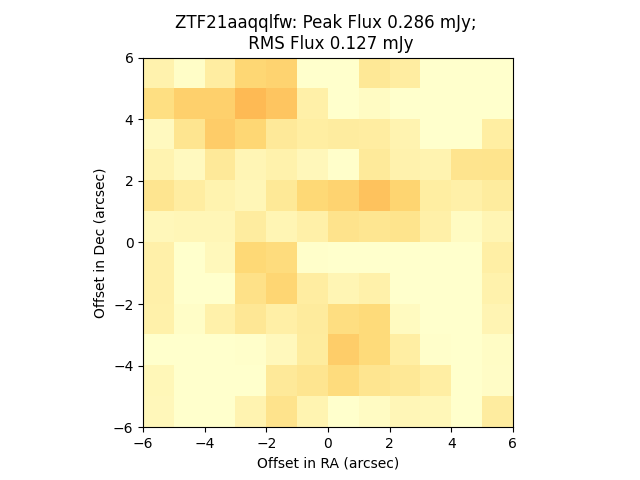 ZTF21aaqqlfw: Peak Flux 0.286 mJy;
RMS Flux 0.127 mJy
6
4
2
0
−2
−4
−6
Offset in Dec (arcsec)
−6 −4 −2 0 2 4 6
Offset in RA (arcsec)